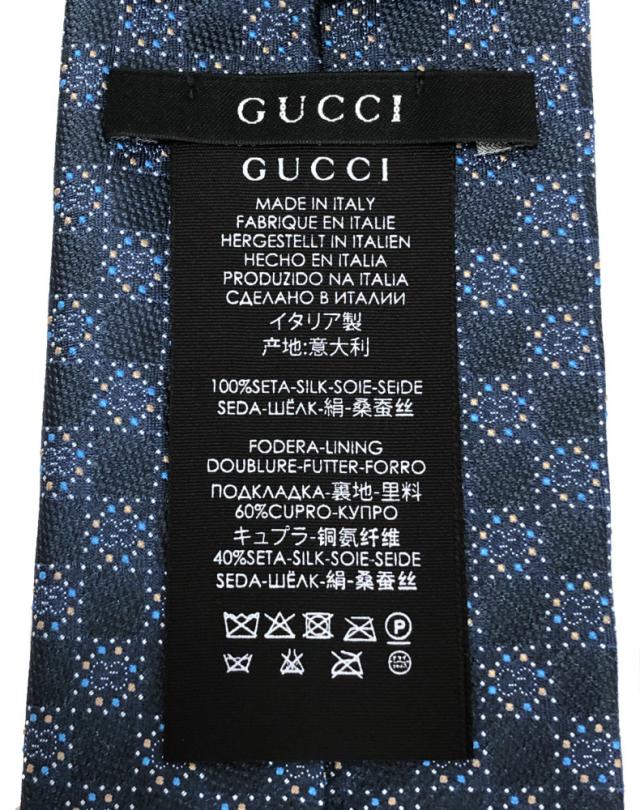 GUCCI
GUCCI
MADE IN ITALY
FABRIQUE EN ITALIE
HERGESTELLT IN ITALIEN
HECHO EN ITALIA
PRODUZIDO NA ITALIA
СДЕЛАНО В ИТАЛИИ
イタリア製
产地:意大利
100%SETA-SILK-SOIE-SEIDE
SEDA-ШЁЛК-絹-桑蚕丝
FODERA-LINING
DOUBLURE-FUTTER-FORRO
ПОДКЛАДКА-裏地-里料
60%CUPRO-КУПРО
キュプラ-铜氨纤维
40%SETA-SILK-SOIE-SEIDE
SEDA-ШЁЛК-絹-桑蚕丝
P